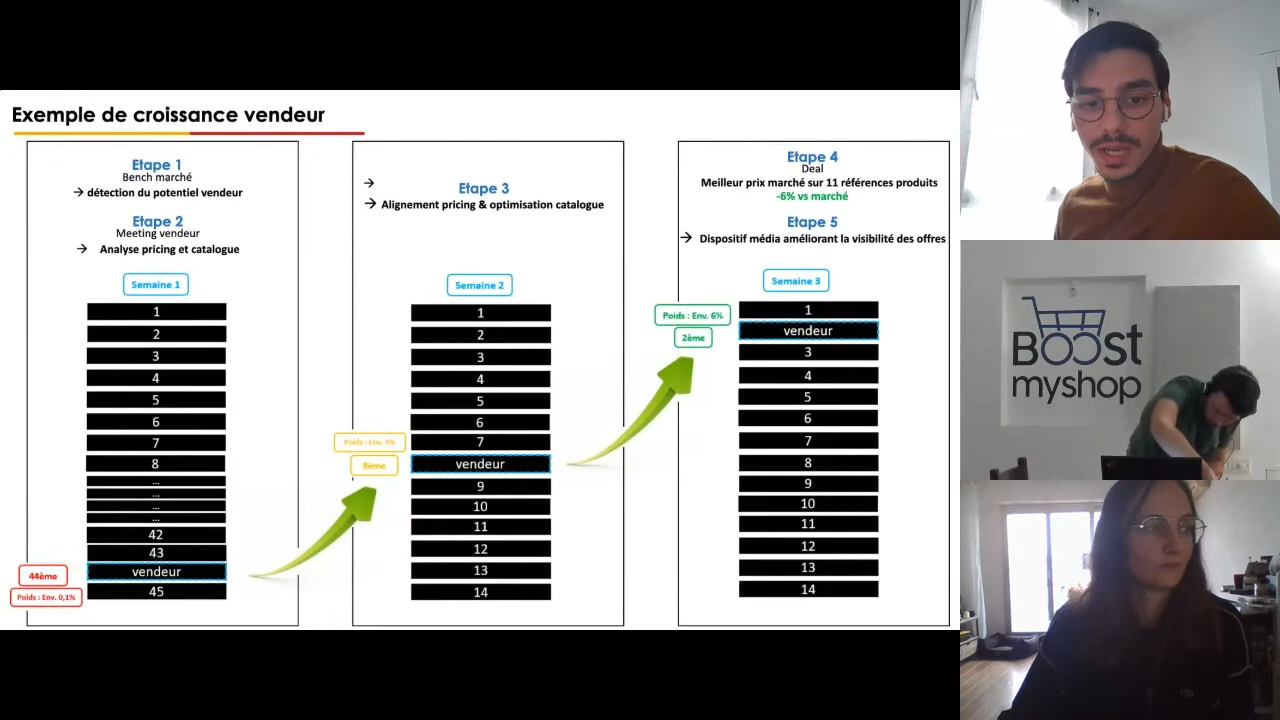 Exemple de croissance vendeur
Etape 1
Bench marché
→ détection du potentiel vendeur
Etape 2
Meeting vendeur
→ Analyse pricing et catalogue
Semaine 1
1
2
3
4
5
6
7
8
...
...
...
...
42
43
vendeur
45
44ème
Poids : Env. 0,1%
→
Etape 3
→ Alignement pricing & optimisation catalogue
Semaine 2
1
2
3
4
5
6
7
vendeur
9
10
11
12
13
14
Poids : Env. 3%
8ème
Etape 4
Deal
Meilleur prix marché sur 11 références produits
-6% vs marché
Etape 5
→ Dispositif média améliorant la visibilité des offres
Semaine 3
1
vendeur
3
4
5
6
7
8
9
10
11
12
13
14
Poids : Env. 6%
2ème
BOOst
myshop